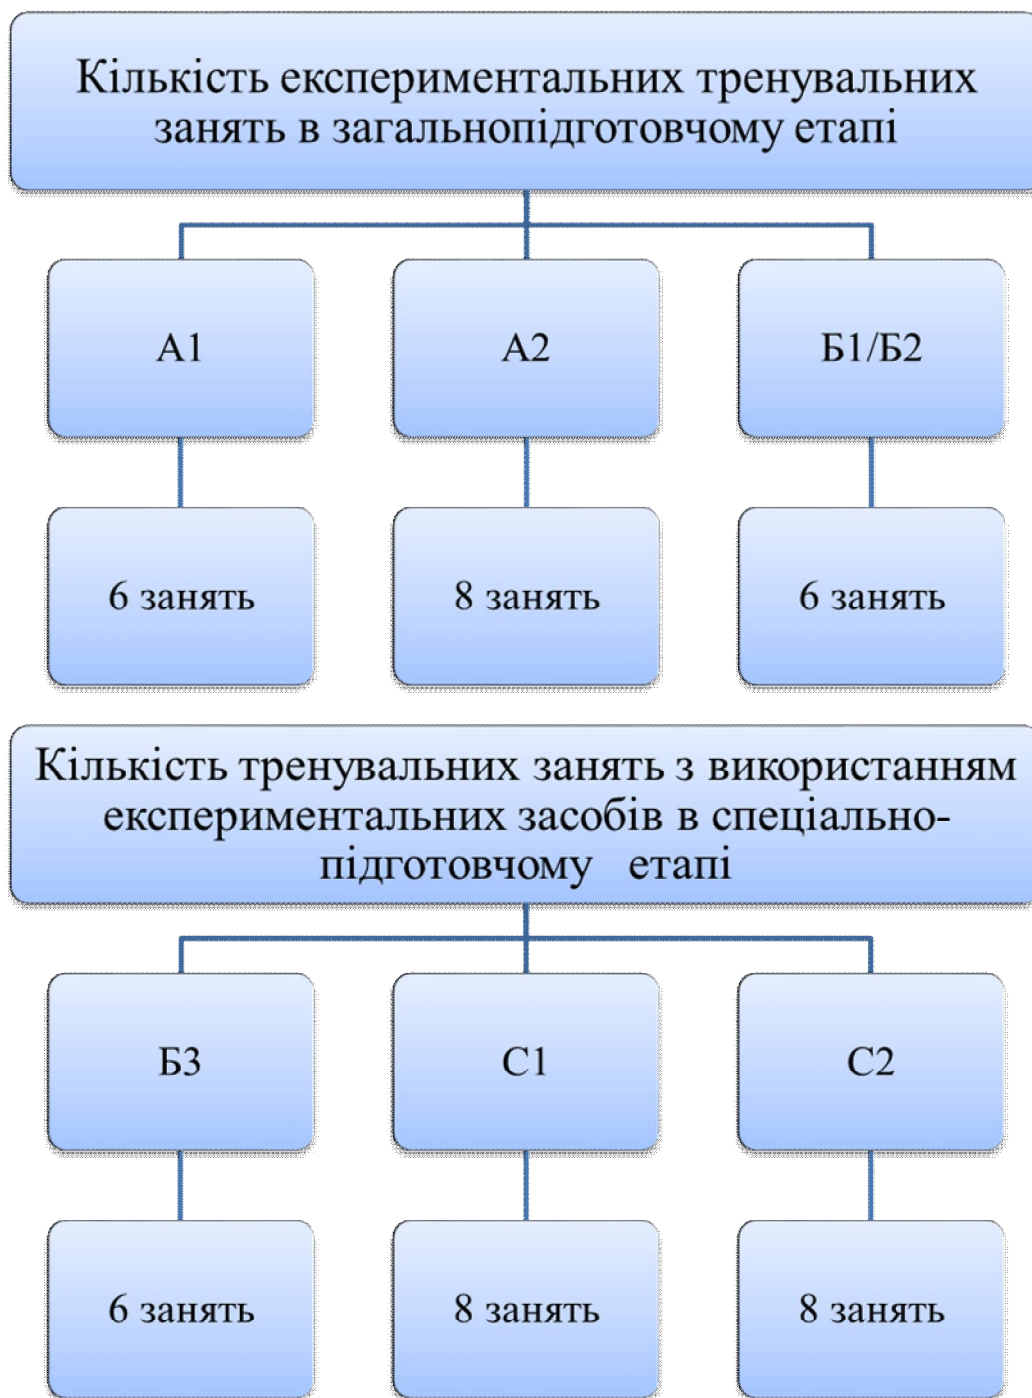 Кількість експериментальних тренувальних
занять в загальнопідготовчому етапі
А1
А2
Б1/Б2
6 занять
8 занять
6 занять
Кількість тренувальних занять з використанням
експериментальних засобів в спеціально-
підготовчому етапі
Б3
С1
С2
6 занять
8 занять
8 занять